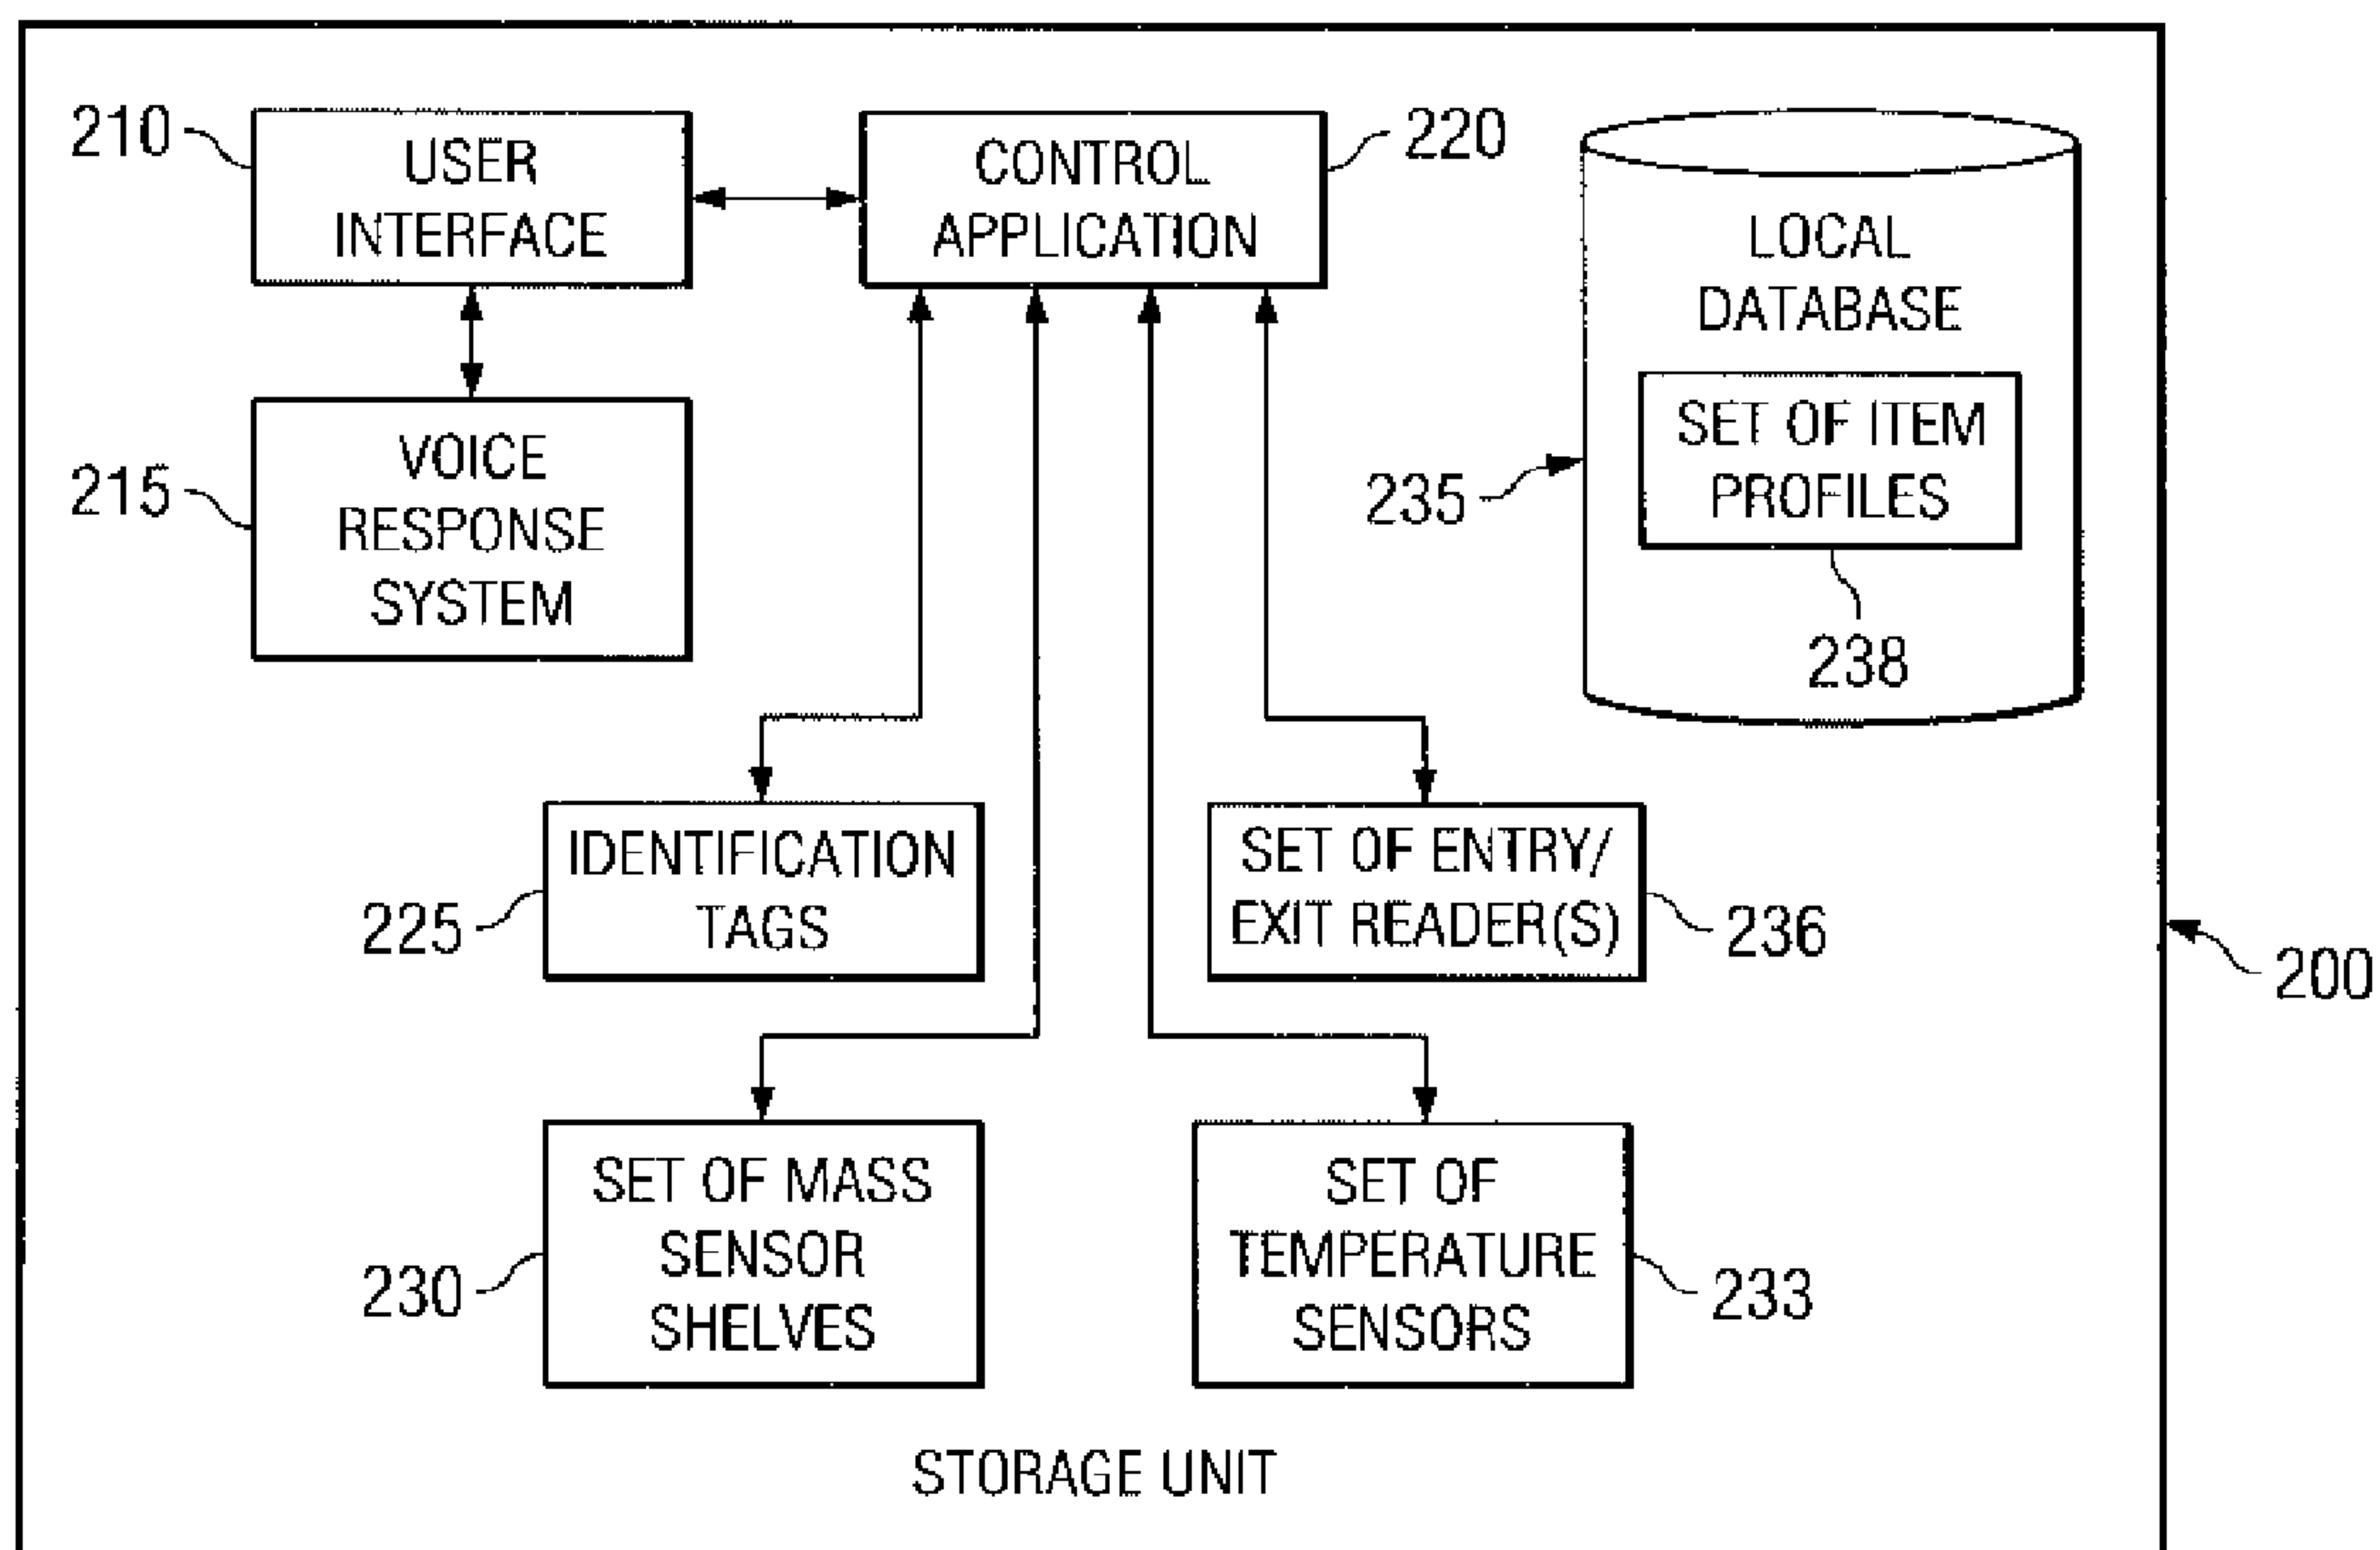 210
USER
INTERFACE
CONTROL
APPLICATION
220
LOCAL
DATABASE
SET OF ITEM
PROFILES
235
238
215
VOICE
RESPONSE
SYSTEM
IDENTIFICATION
TAGS
225
SET OF ENTRY/
EXIT READER(S)
236
200
SET OF MASS
SENSOR
SHELVES
230
SET OF
TEMPERATURE
SENSORS
233
STORAGE UNIT